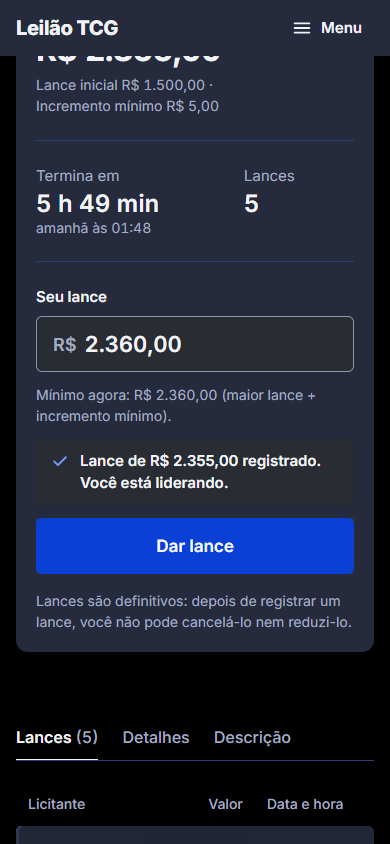 Leilão TCG
Menu
Lance inicial R$ 1.500,00 ·
Incremento mínimo R$ 5,00
Termina em
Lances
5 h 49 min
5
amanhã às 01:48
Seu lance
R$ 2.360,00
Mínimo agora: R$ 2.360,00 (maior lance +
incremento mínimo).
Lance de R$ 2.355,00 registrado.
Você está liderando.
Dar lance
Lances são definitivos: depois de registrar um
lance, você não pode cancelá-lo nem reduzi-lo.
Lances (5) Detalhes Descrição
Licitante Valor Data e hora